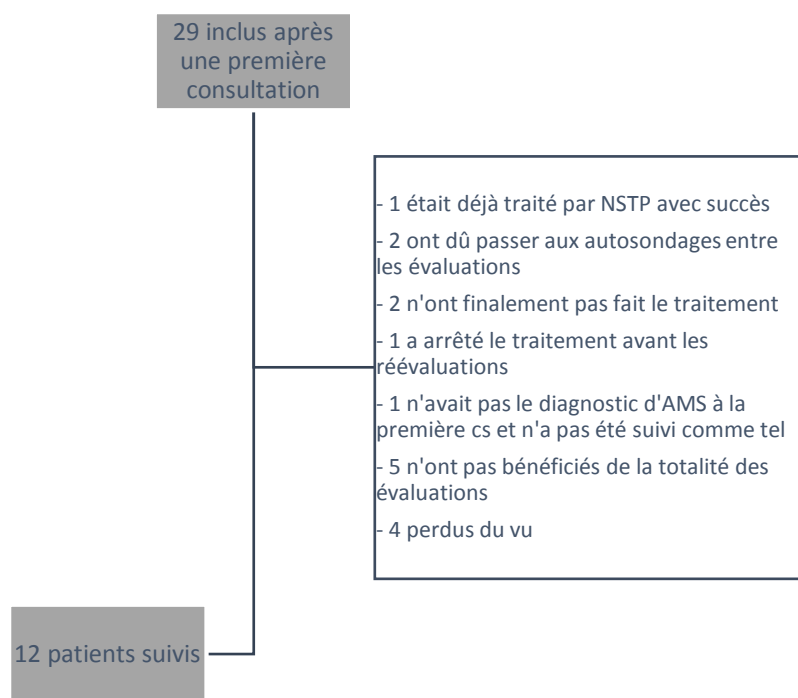 29 inclus après
une première
consultation
- 1 était déjà traité par NSTP avec succès
- 2 ont dû passer aux autosondages entre
les évaluations
- 2 n'ont finalement pas fait le traitement
- 1 a arrêté le traitement avant les
réévaluations
- 1 n'avait pas le diagnostic d'AMS à la
première cs et n'a pas été suivi comme tel
- 5 n'ont pas bénéficiés de la totalité des
évaluations
- 4 perdus du vu
12 patients suivis